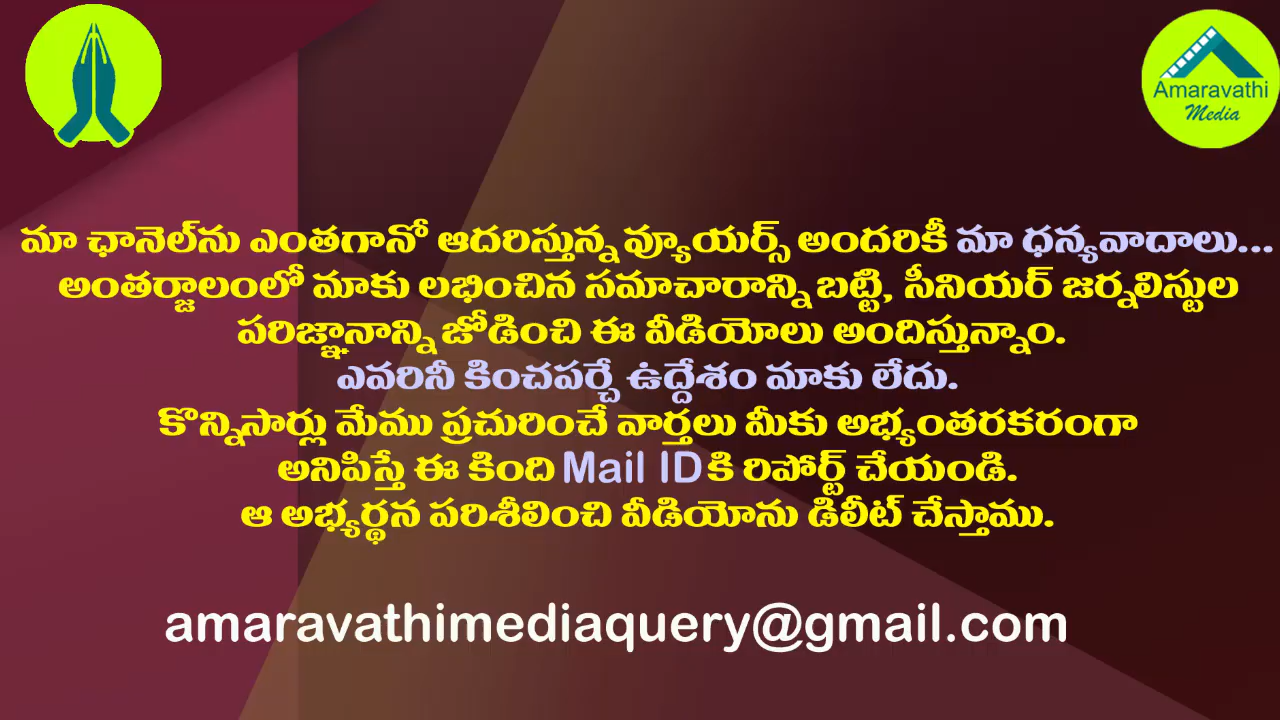 Amaravathi
Media
మా ఛానెల్‌ను ఎంతగానో ఆదరిస్తున్న వ్యూయర్స్ అందరికీ మా ధన్యవాదాలు...
అంతర్జాలంలో మాకు లభించిన సమాచారాన్ని బట్టి, సీనియర్ జర్నలిస్టుల
పరిజ్ఞానాన్ని జోడించి ఈ వీడియోలు అందిస్తున్నాం.
ఎవరినీ కించపర్చే ఉద్దేశం మాకు లేదు.
కొన్నిసార్లు మేము ప్రచురించే వార్తలు మీకు అభ్యంతరకరంగా
అనిపిస్తే ఈ కింది Mail IDకి రిపోర్ట్ చేయండి.
ఆ అభ్యర్థన పరిశీలించి వీడియోను డిలీట్ చేస్తాము.
amaravathimediaquery@gmail.com